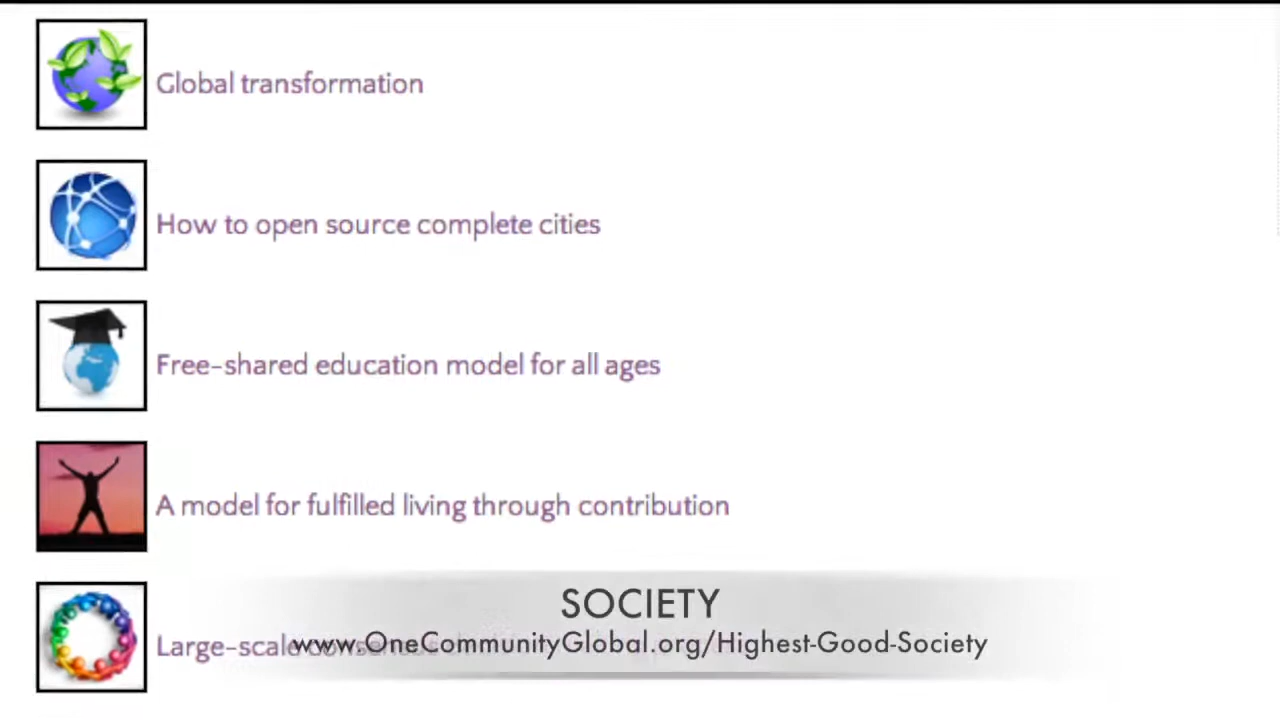 Global transformation
How to open source complete cities
Free-shared education model for all ages
A model for fulfilled living through contribution
SOCIETY
Large-scale
www.OneCommunityGlobal.org/Highest-Good-Society